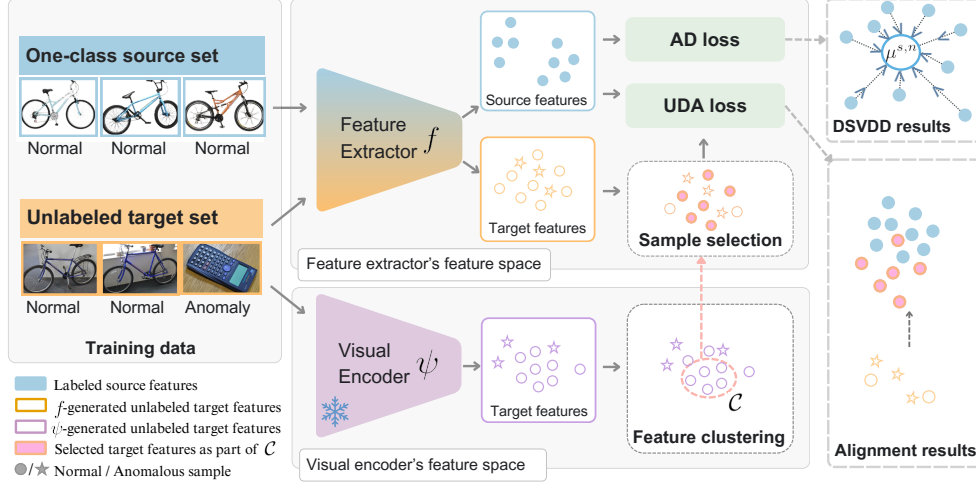 One-class source set
Normal Normal Normal
Unlabeled target set
Normal Normal Anomaly
Training data
Labeled source features
f-generated unlabeled target features
ψ-generated unlabeled target features
Selected target features as part of 𝒞
/ Normal / Anomalous sample
Feature
Extractor f
Source features
Target features
AD loss
UDA loss
Sample selection
Feature extractor's feature space
Visual
Encoder ψ
Target features
𝒞
Feature clustering
Visual encoder's feature space
μ^{s,n}
DSVDD results
Alignment results